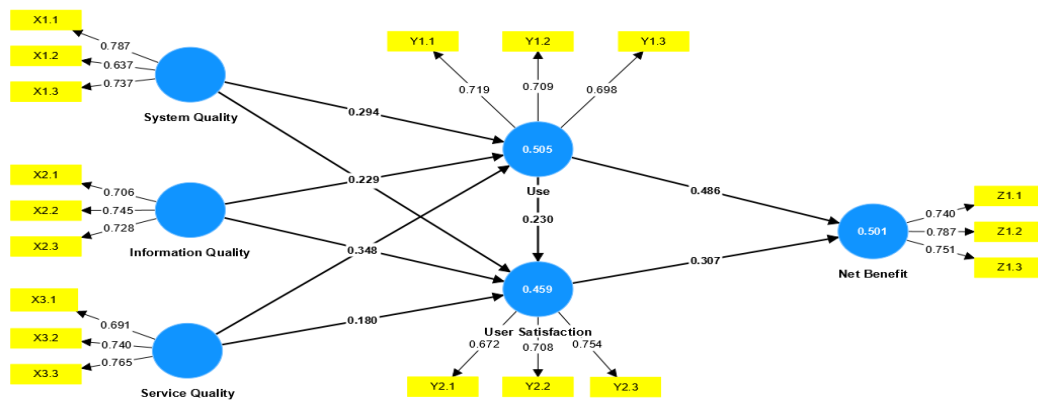 X1.1
X1.2
X1.3
0.787
0.637
0.737
System Quality
X2.1
X2.2
X2.3
0.706
0.745
0.728
Information Quality
X3.1
X3.2
X3.3
0.691
0.740
0.765
Service Quality
0.294
0.229
0.348
0.180
Y1.1
Y1.2
Y1.3
0.719
0.709
0.698
0.505
Use
0.230
0.459
User Satisfaction
0.672
0.708
0.754
Y2.1
Y2.2
Y2.3
0.486
0.307
0.501
Net Benefit
0.740
0.787
0.751
Z1.1
Z1.2
Z1.3